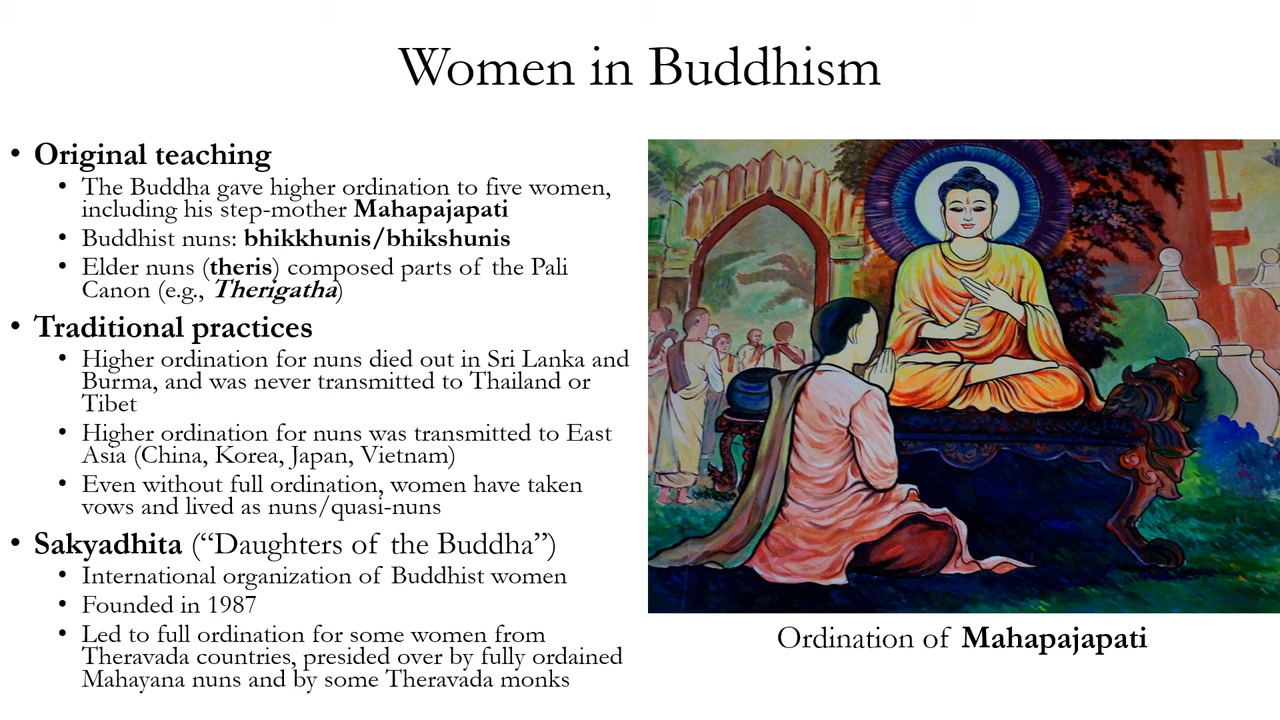 Women in Buddhism
• Original teaching
• The Buddha gave higher ordination to five women,
including his step-mother Mahapajapati
• Buddhist nuns: bhikkhunis/bhikshunis
• Elder nuns (theris) composed parts of the Pali
Canon (e.g., Therigatha)
• Traditional practices
• Higher ordination for nuns died out in Sri Lanka and
Burma, and was never transmitted to Thailand or
Tibet
• Higher ordination for nuns was transmitted to East
Asia (China, Korea, Japan, Vietnam)
• Even without full ordination, women have taken
vows and lived as nuns/quasi-nuns
• Sakyadhita (“Daughters of the Buddha”)
• International organization of Buddhist women
• Founded in 1987
• Led to full ordination for some women from
Theravada countries, presided over by fully ordained
Mahayana nuns and by some Theravada monks
Ordination of Mahapajapati